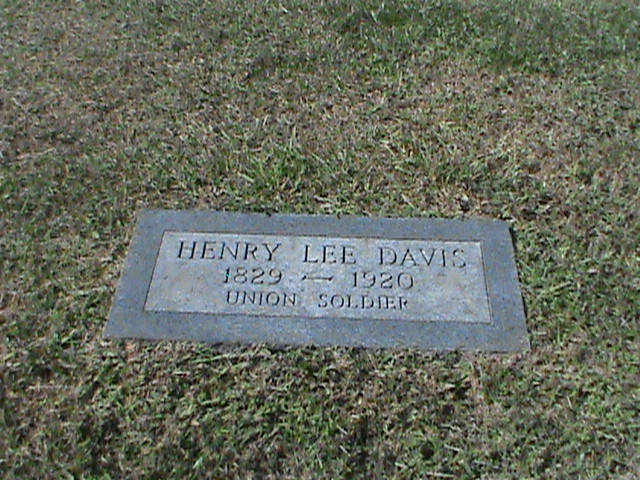 HENRY LEE DAVIS
1829 — 1920
UNION SOLDIER